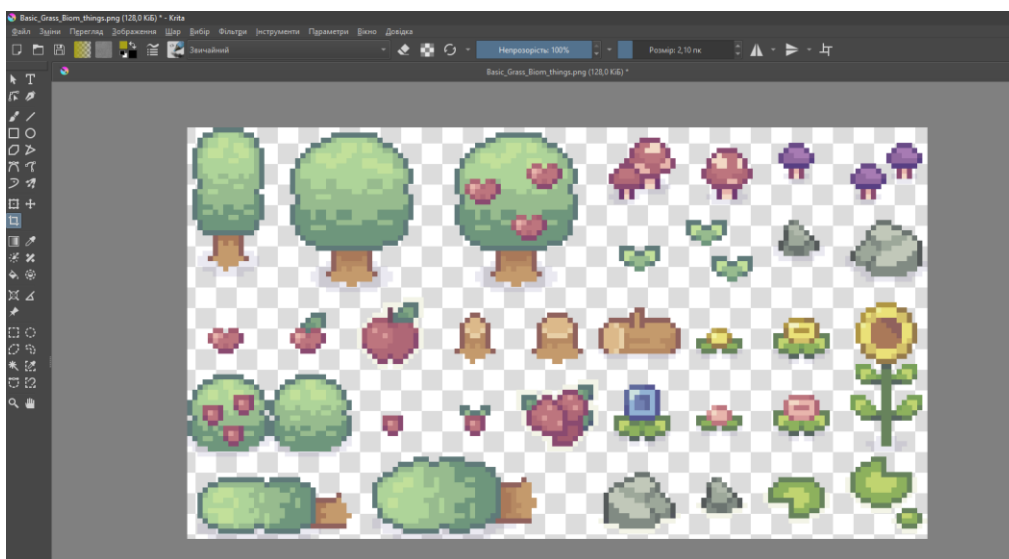 Basic_Grass_Biom_things.png (128,0 КіБ) * - Krita
Файл Зміни Перегляд Зображення Шар Вибір Фільтри Інструменти Параметри Вікно Довідка
Звичайний Непрозорість: 100% Розмір: 2,10 пк
Basic_Grass_Biom_things.png (128,0 КіБ) *